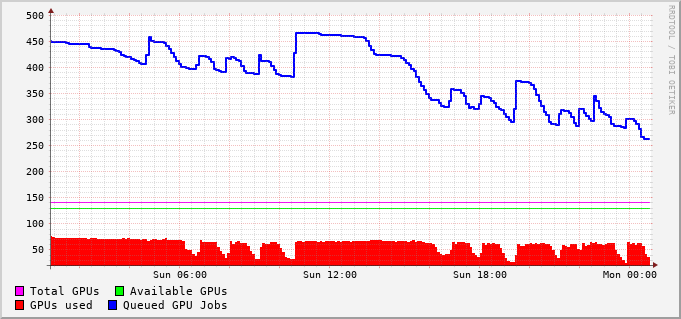 500
450
400
350
300
250
200
150
100
50
Sun 06:00 Sun 12:00 Sun 18:00 Mon 00:00
Total GPUs Available GPUs
GPUs used Queued GPU Jobs
RRDTOOL / TOBI OETIKER